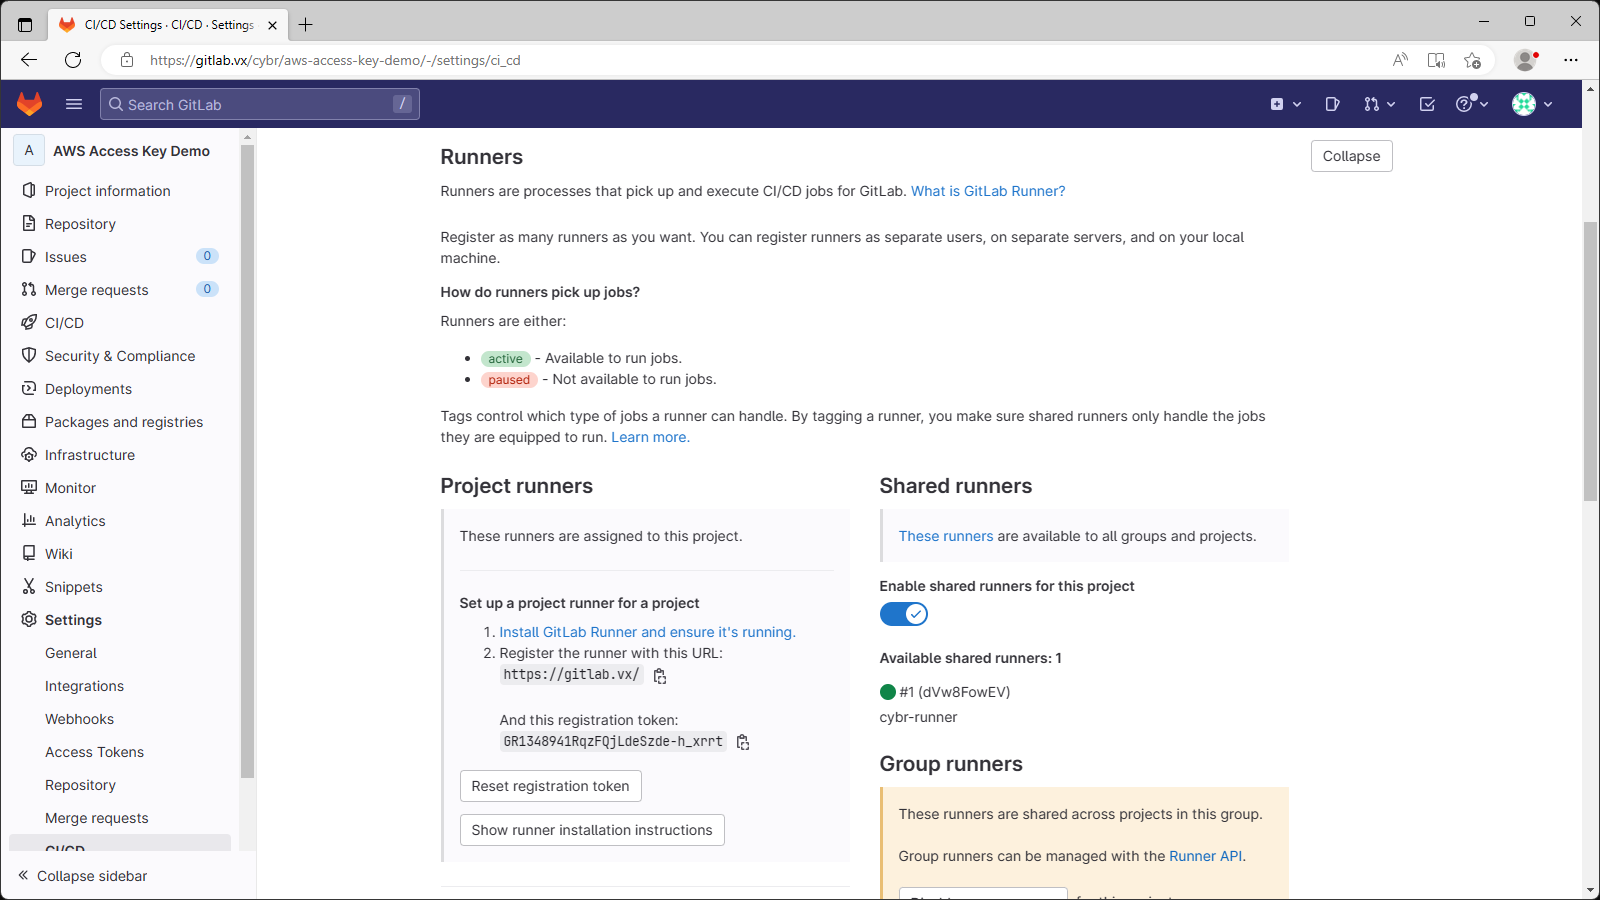 CI/CD Settings · CI/CD · Settings
https://gitlab.vx/cybr/aws-access-key-demo/-/settings/ci_cd
Search GitLab
/
A
AWS Access Key Demo
Project information
Repository
Issues
0
Merge requests
0
CI/CD
Security & Compliance
Deployments
Packages and registries
Infrastructure
Monitor
Analytics
Wiki
Snippets
Settings
General
Integrations
Webhooks
Access Tokens
Repository
Merge requests
CI/CD
Collapse sidebar
Runners
Collapse
Runners are processes that pick up and execute CI/CD jobs for GitLab. What is GitLab Runner?
Register as many runners as you want. You can register runners as separate users, on separate servers, and on your local
machine.
How do runners pick up jobs?
Runners are either:
active - Available to run jobs.
paused - Not available to run jobs.
Tags control which type of jobs a runner can handle. By tagging a runner, you make sure shared runners only handle the jobs
they are equipped to run. Learn more.
Project runners
These runners are assigned to this project.
Set up a project runner for a project
1. Install GitLab Runner and ensure it's running.
2. Register the runner with this URL:
https://gitlab.vx/
And this registration token:
GR1348941RqzFQjLdeSzde-h_xrrt
Reset registration token
Show runner installation instructions
Shared runners
These runners are available to all groups and projects.
Enable shared runners for this project
Available shared runners: 1
#1 (dVw8FowEV)
cybr-runner
Group runners
These runners are shared across projects in this group.
Group runners can be managed with the Runner API.